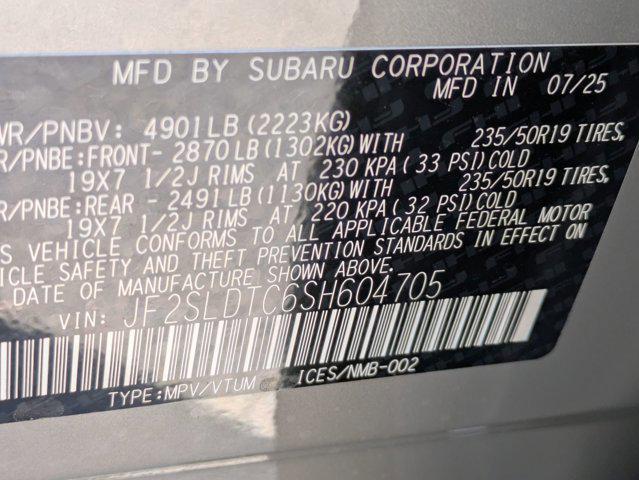 MFD BY SUBARU CORPORATION
MFD IN 07/25
WR/PNBV: 4901LB (2223KG)
R/PNBE:FRONT- 2870LB (1302KG)WITH 235/50R19 TIRES,
19X7 1/2J RIMS AT 230 KPA( 33 PSI)COLD
R/PNBE:REAR - 2491LB (1130KG)WITH 235/50R19 TIRES,
19X7 1/2J RIMS AT 220 KPA( 32 PSI)COLD
S VEHICLE CONFORMS TO ALL APPLICABLE FEDERAL MOTOR
ICLE SAFETY AND THEFT PREVENTION STANDARDS IN EFFECT ON
DATE OF MANUFACTURE SHOWN ABOVE.
VIN: JF2SLDTC6SH604705
TYPE:MPV/VTUM ICES/NMB-002